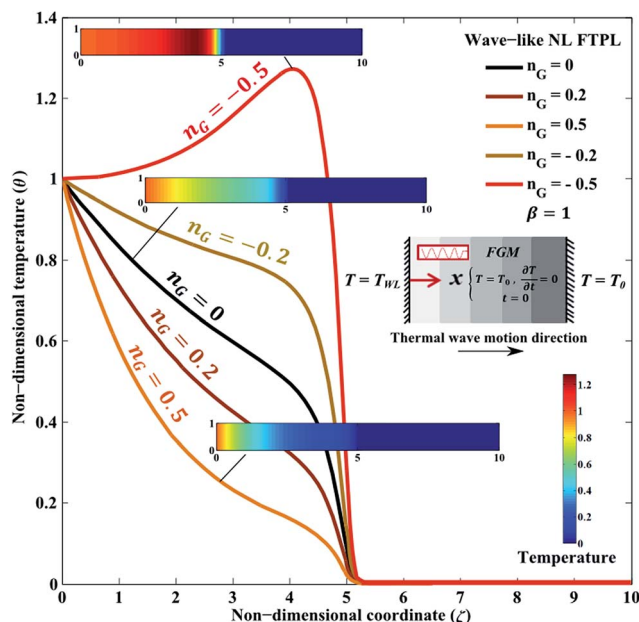 1.4
1.2
1
0.8
0.6
0.4
0.2
0
0 1 2 3 4 5 6 7 8 9 10
Non-dimensional temperature (θ)
Non-dimensional coordinate (ζ)
1
0
0 5 10
n_G = −0.5
1
0
0 5 10
n_G = −0.2
n_G = 0
n_G = 0.2
n_G = 0.5
1
0
0 5 10
Wave−like NL FTPL
n_G = 0
n_G = 0.2
n_G = 0.5
n_G = - 0.2
n_G = - 0.5
β = 1
FGM
T = T_WL
x { T = T_0 , ∂T/∂t = 0
t = 0
T = T_0
Thermal wave motion direction
1.2
1
0.8
0.6
0.4
0.2
0
Temperature